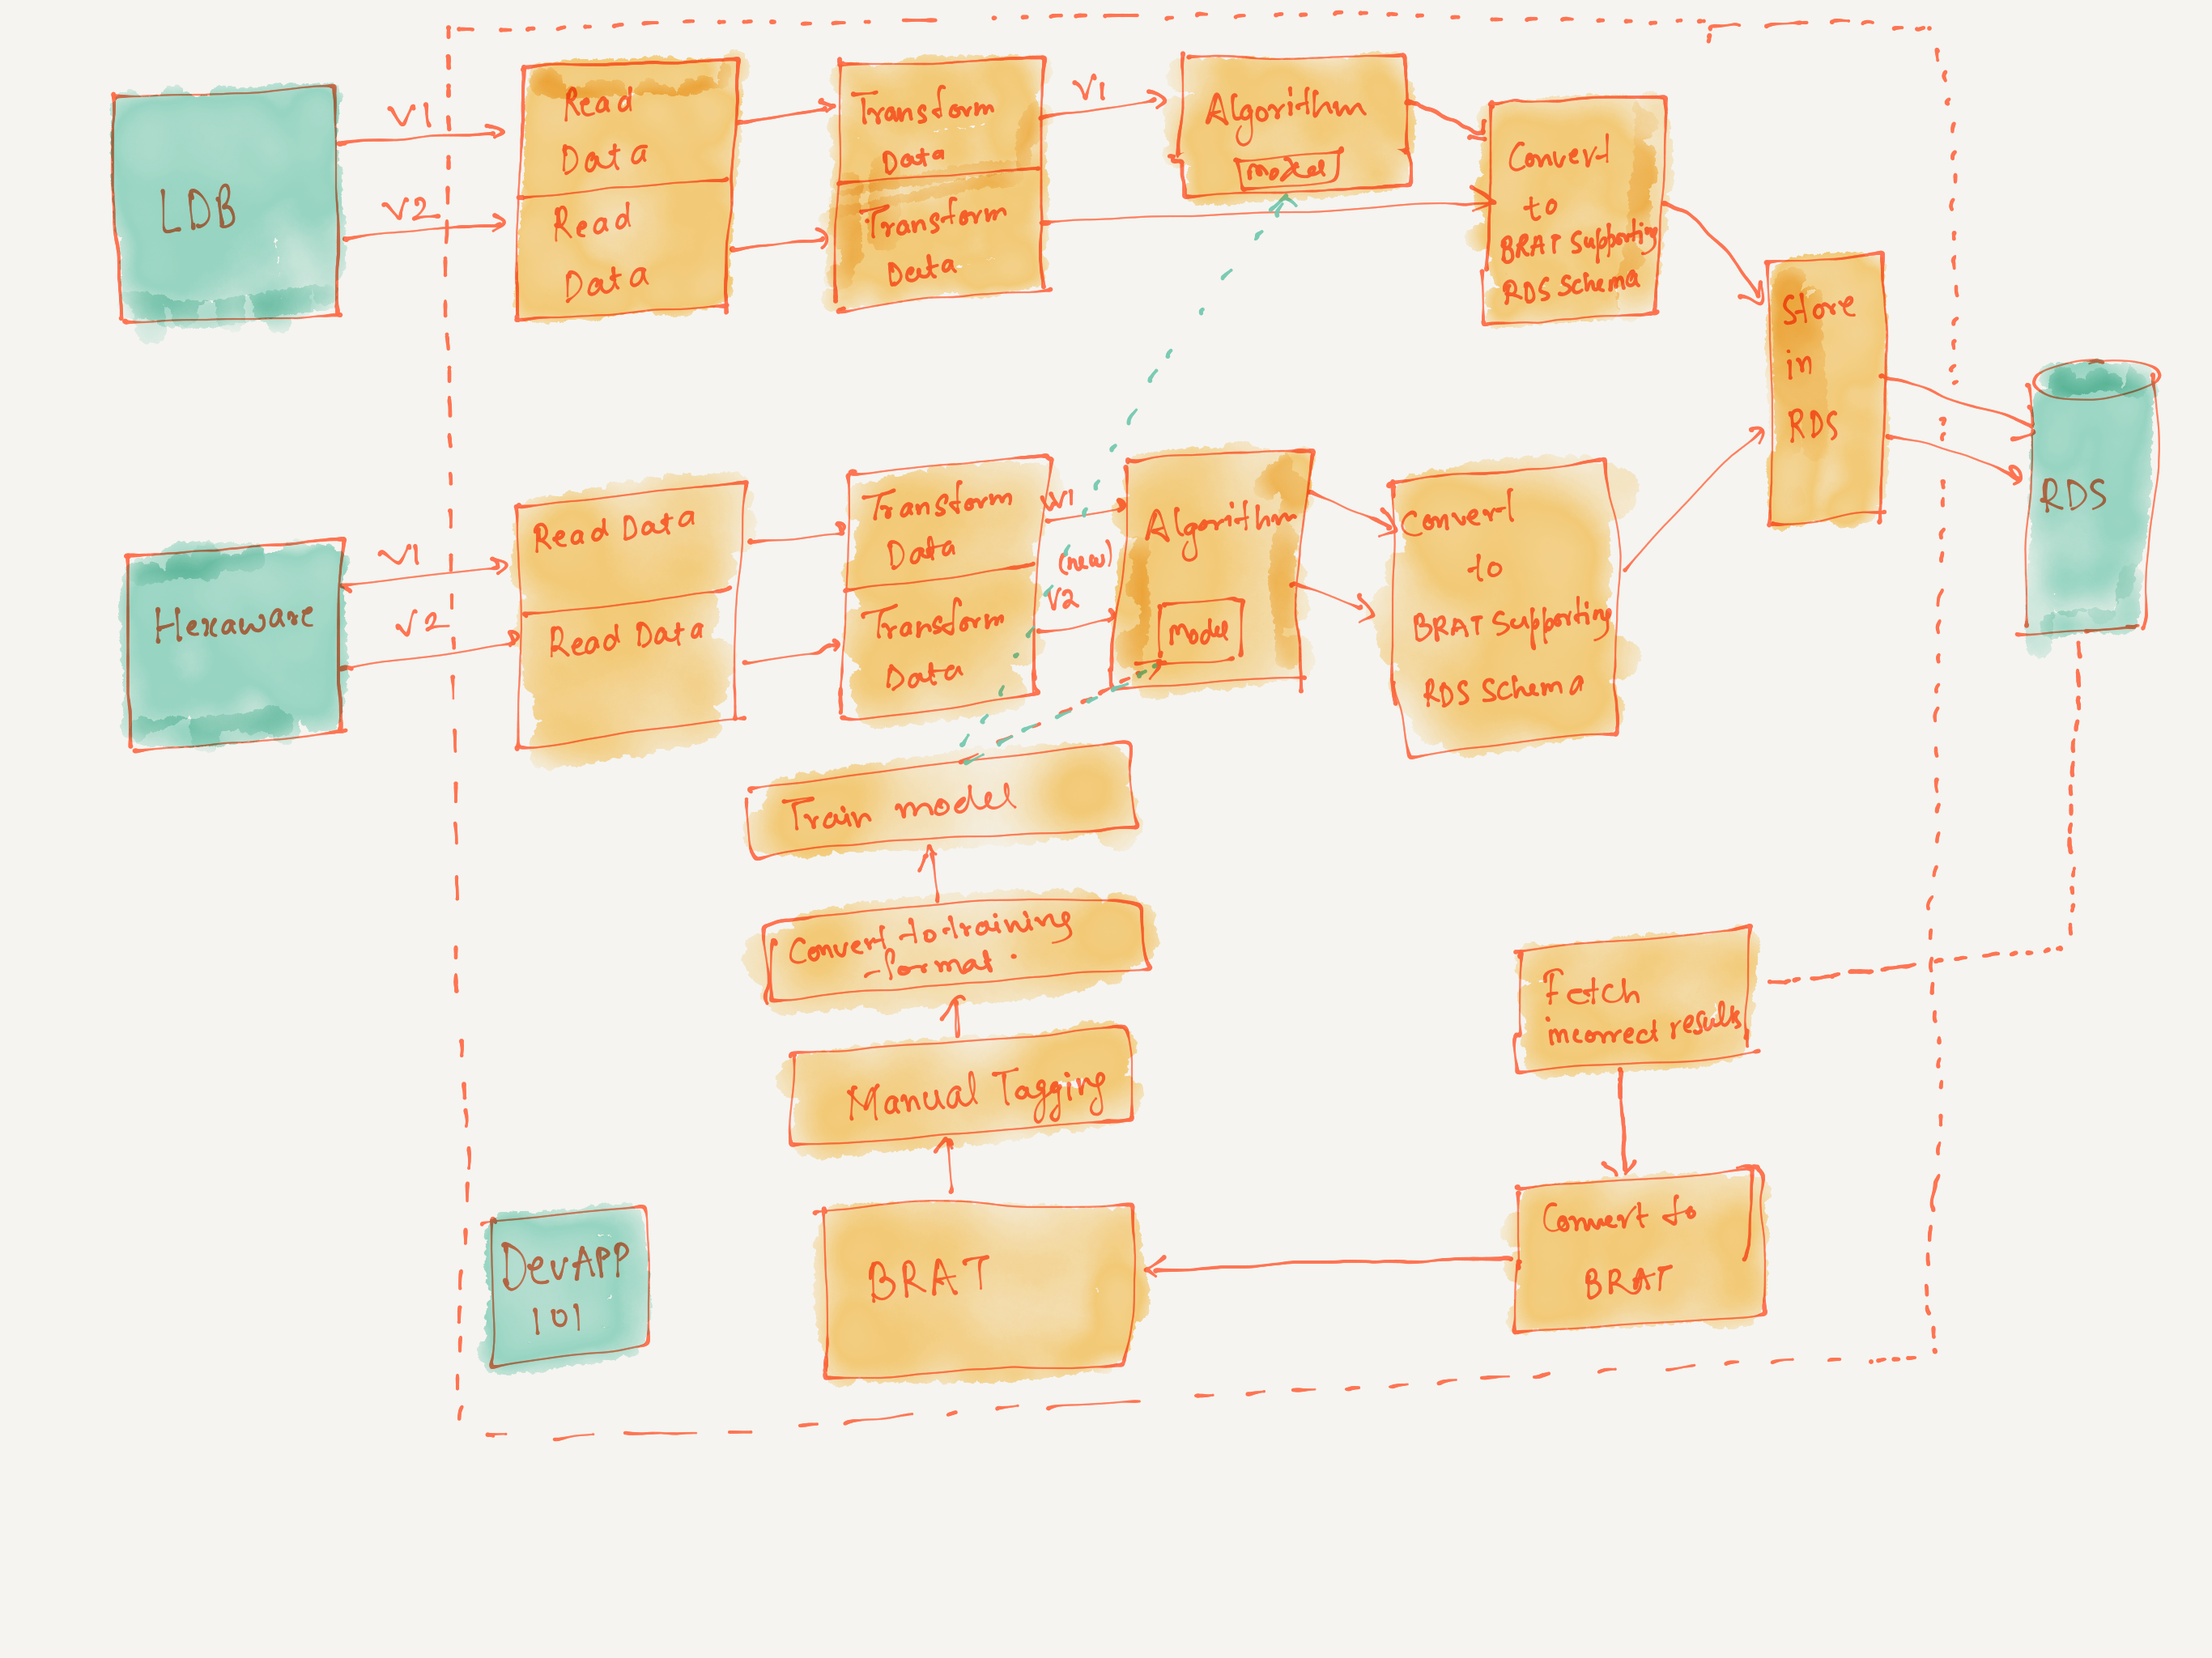 LDB
V1
V2
Read
Data
Read
Data
Transform
Data
Transform
Data
V1
Algorithm
Model
Convert
to
BRAT Supporting
RDS Schema
Store
in
RDS
RDS
Hexaware
V1
V2
Read Data
Read Data
Transform
Data
Transform
Data
V1
(new)
V2
Algorithm
Model
Convert
to
BRAT Supporting
RDS Schema
Train model
Convert to training
format.
Manual Tagging
BRAT
DevAPP
101
Fetch
incorrect results
Convert to
BRAT